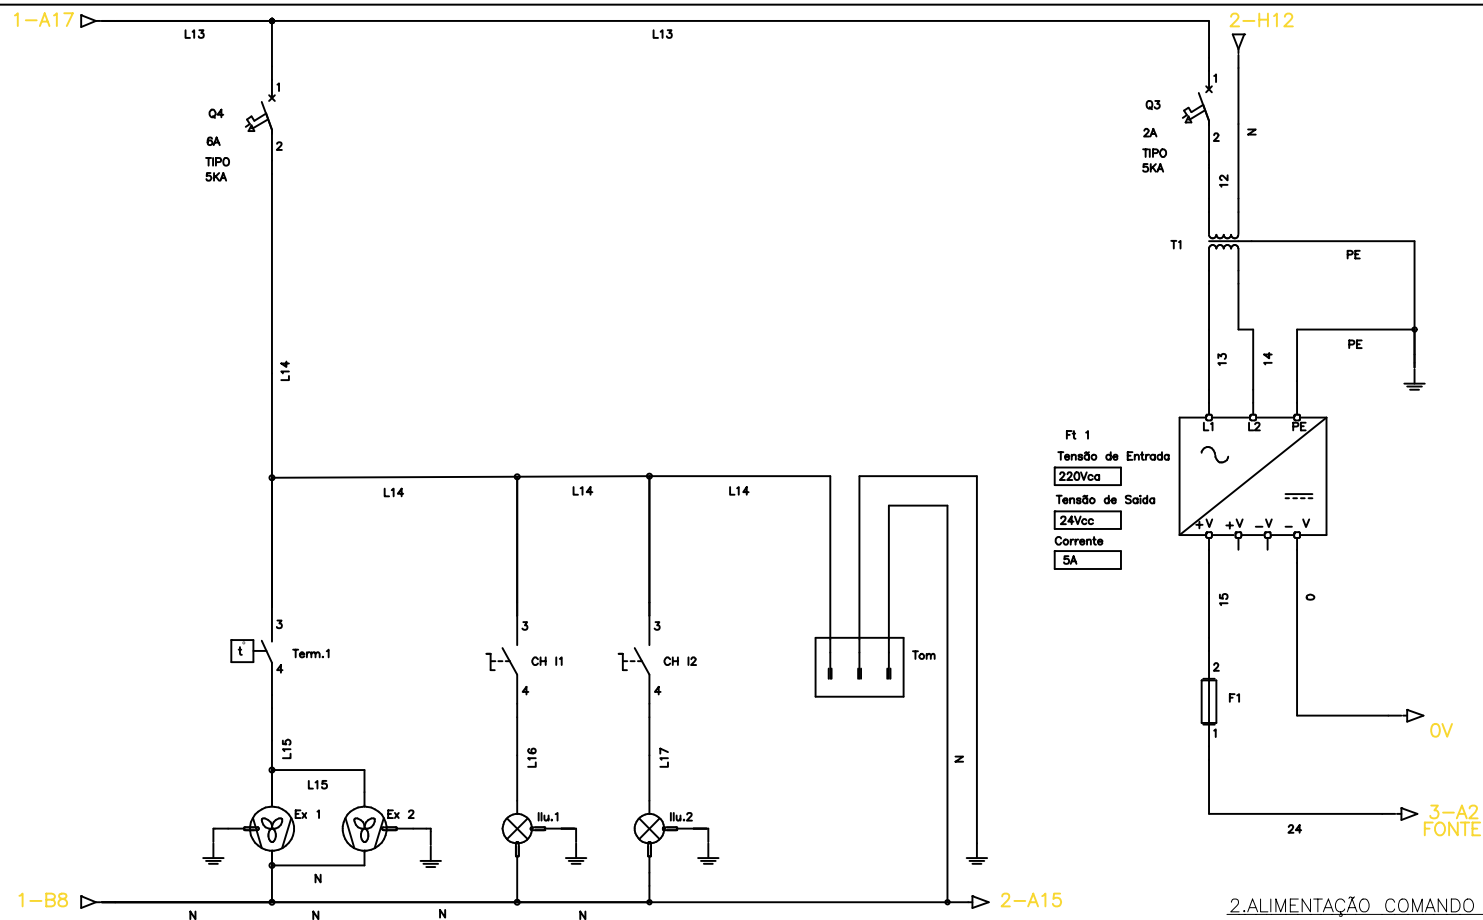 1-A17
L13
L13
2-H12
1
Q4
6A
TIPO
5KA
2
1
Q3
2A
TIPO
5KA
2
N
12
T1
PE
L14
13
14
PE
L1
L2
PE
Ft 1
Tensão de Entrada
220Vca
Tensão de Saida
24Vcc
Corrente
5A
+V
+V
-V
- V
L14
L14
L14
15
0
3
t°
Term.1
4
3
CH I1
4
3
CH I2
4
Tom
2
F1
1
0V
L15
L15
L16
L17
N
Ex 1
Ex 2
Ilu.1
Ilu.2
24
3-A2
FONTE
N
1-B8
N
N
N
N
2-A15
2.ALIMENTAÇÃO COMANDO